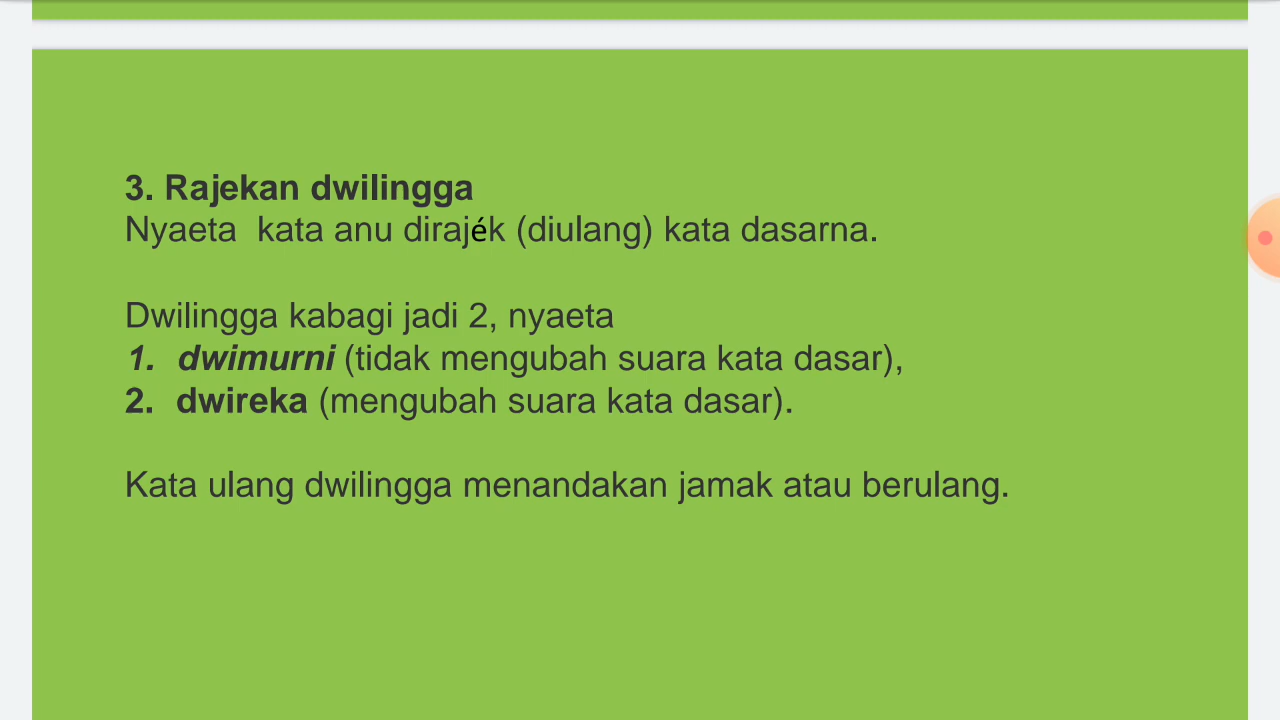 3. Rajekan dwilingga
Nyaeta  kata anu dirajék (diulang) kata dasarna.
Dwilingga kabagi jadi 2, nyaeta
1. dwimurni (tidak mengubah suara kata dasar),
2. dwireka (mengubah suara kata dasar).
Kata ulang dwilingga menandakan jamak atau berulang.